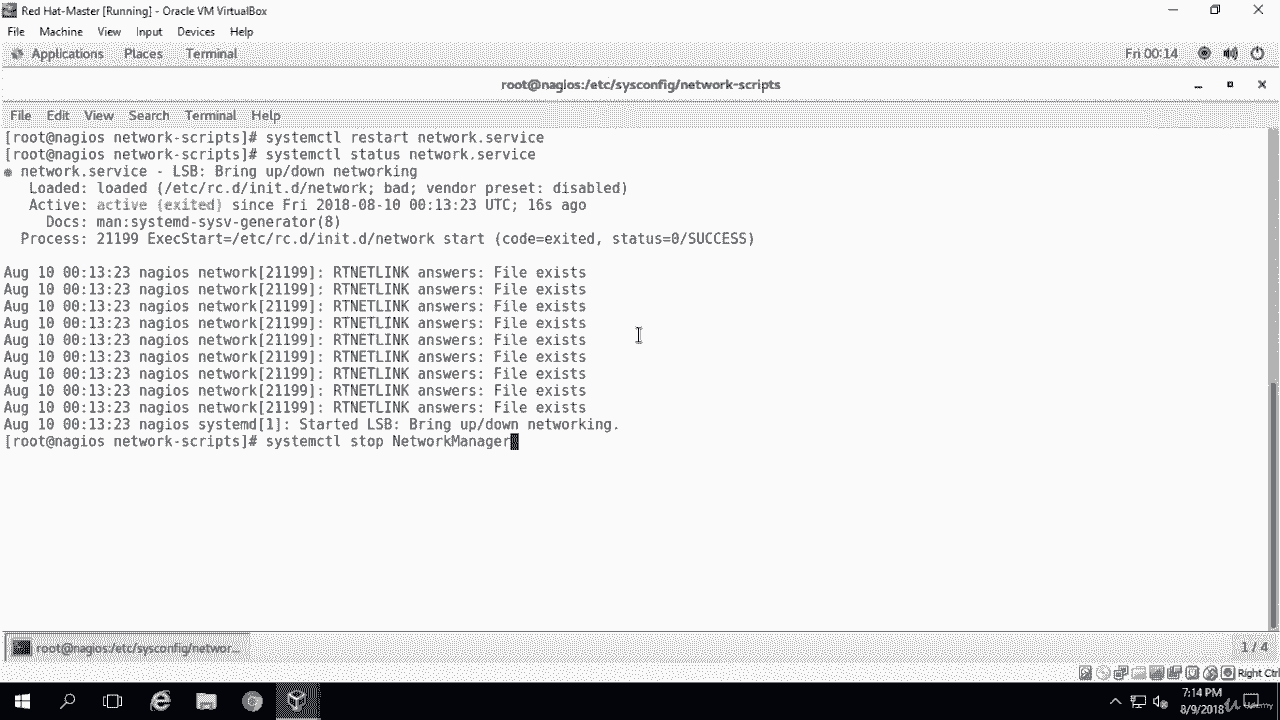 Red Hat-Master [Running] - Oracle VM VirtualBox
File Machine View Input Devices Help
Applications Places Terminal Fri 00:14
root@nagios:/etc/sysconfig/network-scripts
File Edit View Search Terminal Help
[root@nagios network-scripts]# systemctl restart network.service
[root@nagios network-scripts]# systemctl status network.service
● network.service - LSB: Bring up/down networking
Loaded: loaded (/etc/rc.d/init.d/network; bad; vendor preset: disabled)
Active: active (exited) since Fri 2018-08-10 00:13:23 UTC; 16s ago
Docs: man:systemd-sysv-generator(8)
Process: 21199 ExecStart=/etc/rc.d/init.d/network start (code=exited, status=0/SUCCESS)
Aug 10 00:13:23 nagios network[21199]: RTNETLINK answers: File exists
Aug 10 00:13:23 nagios network[21199]: RTNETLINK answers: File exists
Aug 10 00:13:23 nagios network[21199]: RTNETLINK answers: File exists
Aug 10 00:13:23 nagios network[21199]: RTNETLINK answers: File exists
Aug 10 00:13:23 nagios network[21199]: RTNETLINK answers: File exists
Aug 10 00:13:23 nagios network[21199]: RTNETLINK answers: File exists
Aug 10 00:13:23 nagios network[21199]: RTNETLINK answers: File exists
Aug 10 00:13:23 nagios network[21199]: RTNETLINK answers: File exists
Aug 10 00:13:23 nagios network[21199]: RTNETLINK answers: File exists
Aug 10 00:13:23 nagios systemd[1]: Started LSB: Bring up/down networking.
[root@nagios network-scripts]# systemctl stop NetworkManager
root@nagios:/etc/sysconfig/networ... 1 / 4
Right Ctrl
7:14 PM
8/9/2018
Udemy